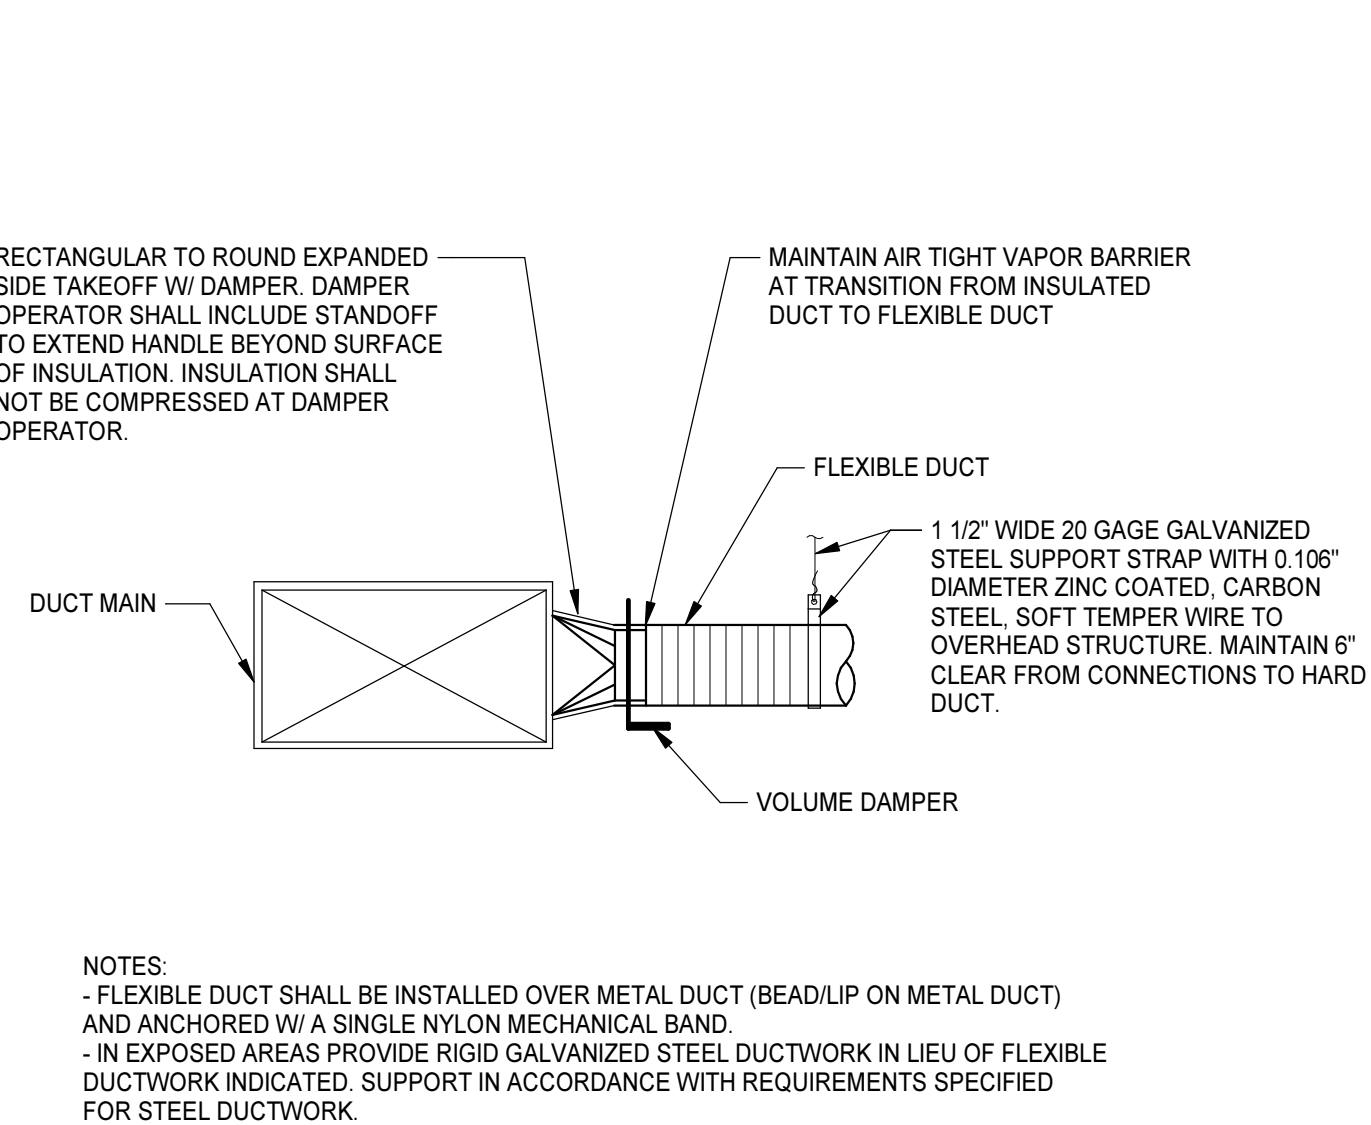 RECTANGULAR TO ROUND EXPANDED
SIDE TAKEOFF W/ DAMPER. DAMPER
OPERATOR SHALL INCLUDE STANDOFF
TO EXTEND HANDLE BEYOND SURFACE
OF INSULATION. INSULATION SHALL
NOT BE COMPRESSED AT DAMPER
OPERATOR.
MAINTAIN AIR TIGHT VAPOR BARRIER
AT TRANSITION FROM INSULATED
DUCT TO FLEXIBLE DUCT
FLEXIBLE DUCT
1 1/2" WIDE 20 GAGE GALVANIZED
STEEL SUPPORT STRAP WITH 0.106"
DIAMETER ZINC COATED, CARBON
STEEL, SOFT TEMPER WIRE TO
OVERHEAD STRUCTURE. MAINTAIN 6"
CLEAR FROM CONNECTIONS TO HARD
DUCT.
DUCT MAIN
VOLUME DAMPER
NOTES:
- FLEXIBLE DUCT SHALL BE INSTALLED OVER METAL DUCT (BEAD/LIP ON METAL DUCT)
AND ANCHORED W/ A SINGLE NYLON MECHANICAL BAND.
- IN EXPOSED AREAS PROVIDE RIGID GALVANIZED STEEL DUCTWORK IN LIEU OF FLEXIBLE
DUCTWORK INDICATED. SUPPORT IN ACCORDANCE WITH REQUIREMENTS SPECIFIED
FOR STEEL DUCTWORK.